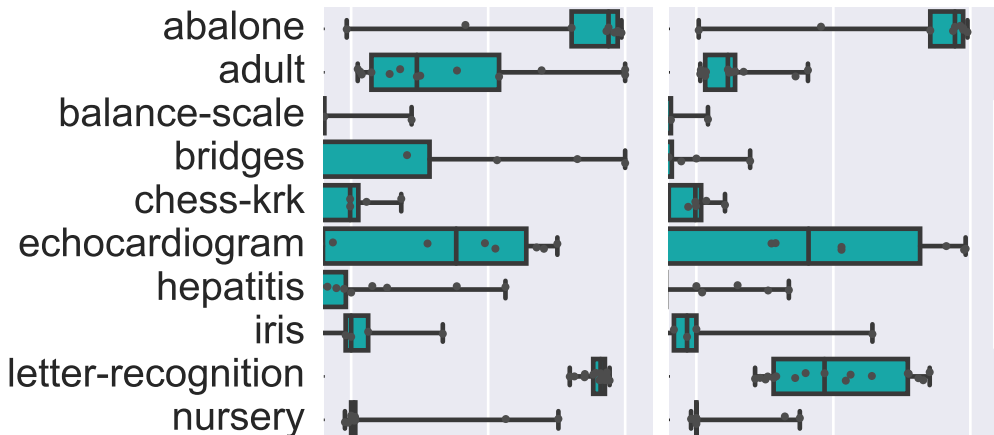 abalone
adult
balance-scale
bridges
chess-krk
echocardiogram
hepatitis
iris
letter-recognition
nursery